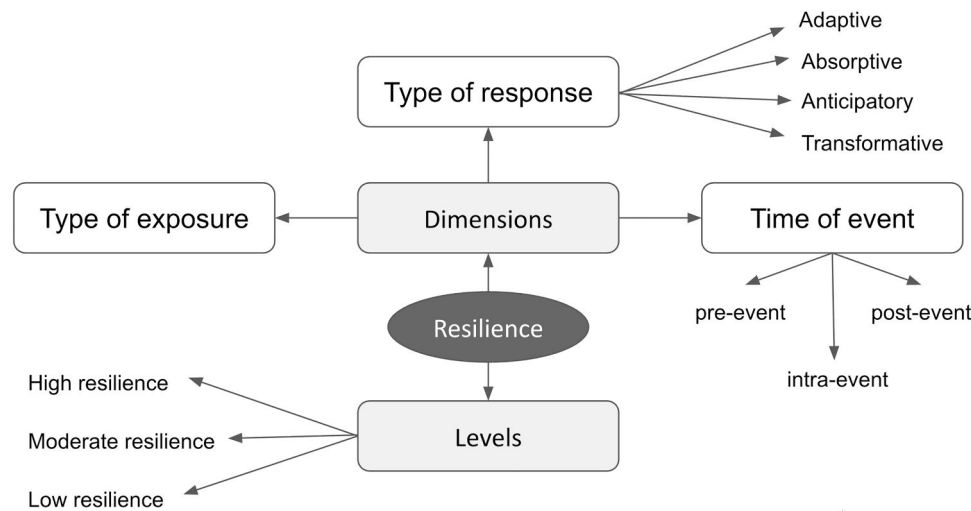 Adaptive
Absorptive
Anticipatory
Transformative
Type of response
Type of exposure
Dimensions
Time of event
pre-event
post-event
intra-event
Resilience
High resilience
Moderate resilience
Low resilience
Levels